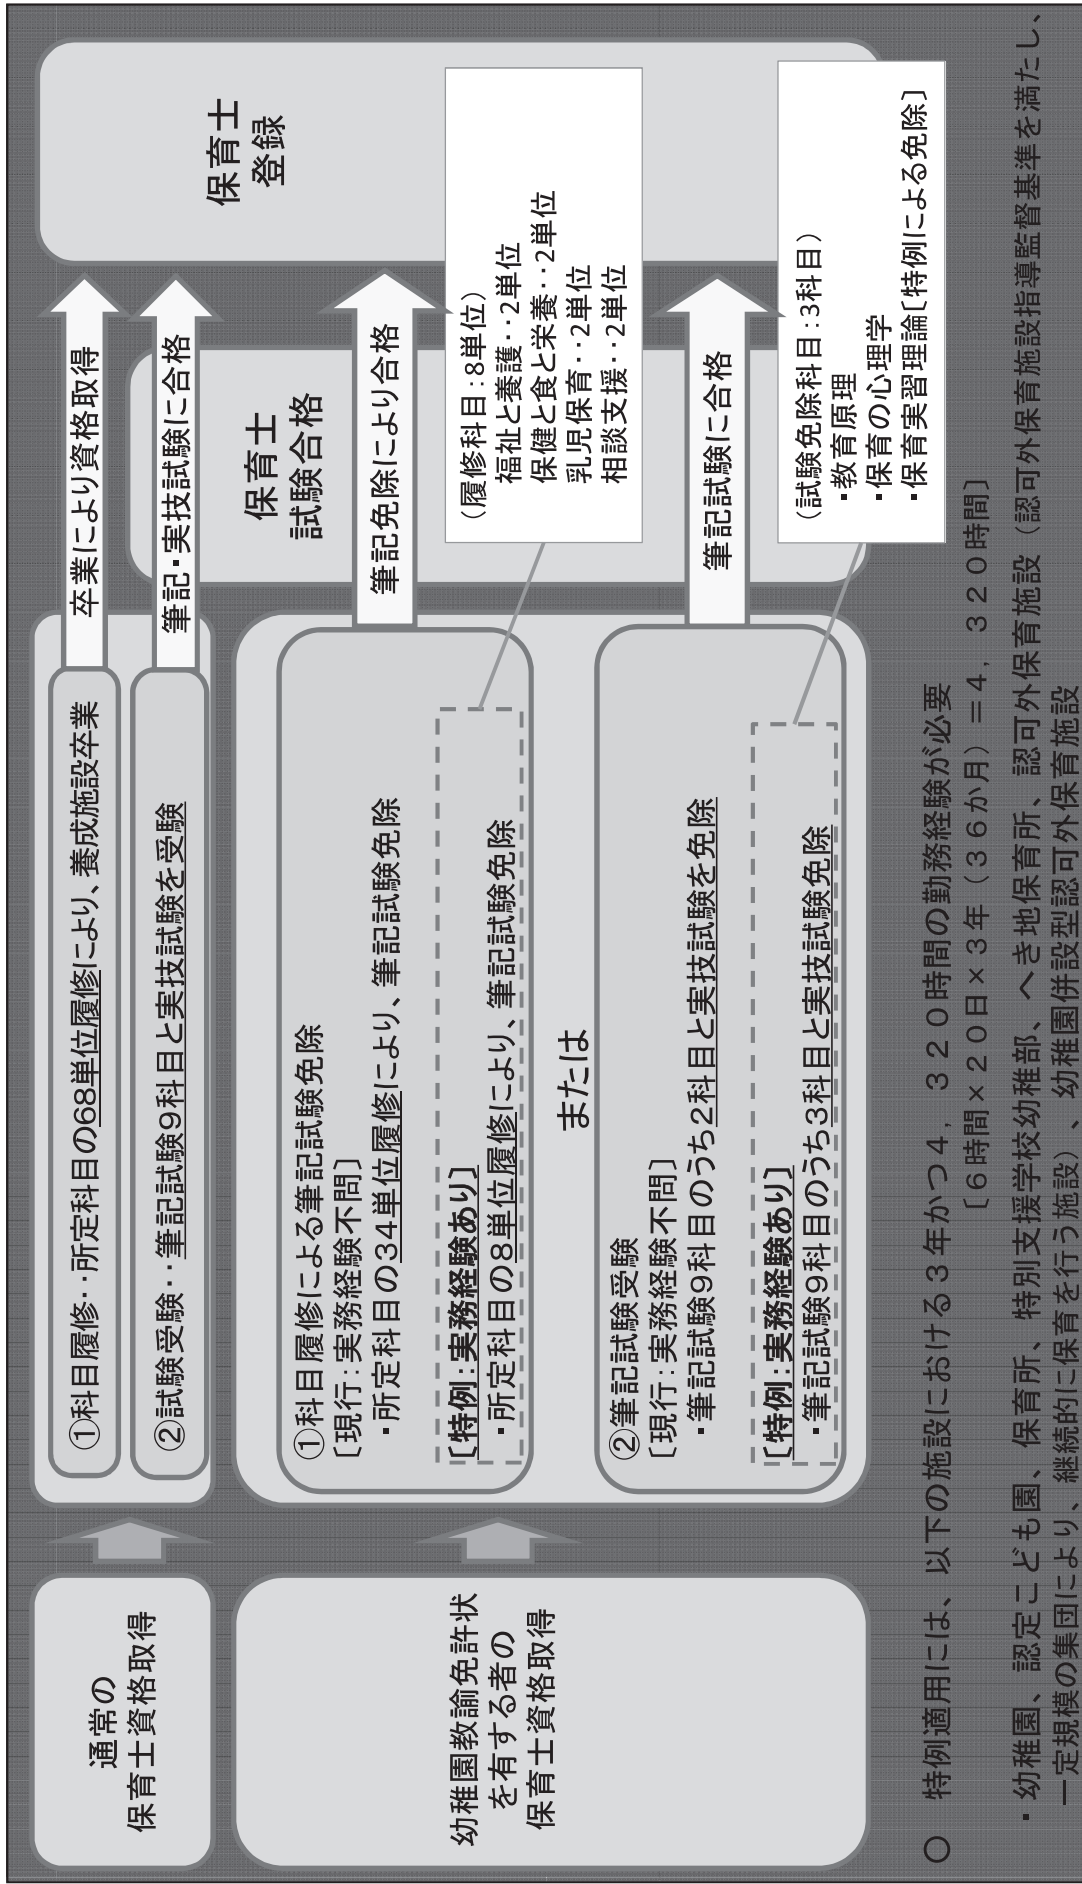 通常の
保育士資格取得
①科目履修‥所定科目の68単位履修により、養成施設卒業
卒業により資格取得
②試験受験‥筆記試験9科目と実技試験を受験
筆記・実技試験に合格
保育士
試験合格
保育士
登録
幼稚園教諭免許状
を有する者の
保育士資格取得
①科目履修による筆記試験免除
〔現行：実務経験不問〕
・所定科目の34単位履修により、筆記試験免除
〔特例：実務経験あり〕
・所定科目の8単位履修により、筆記試験免除
筆記免除により合格
（履修科目：8単位）
福祉と養護‥2単位
保健と食と栄養‥2単位
乳児保育‥2単位
相談支援‥2単位
または
②筆記試験受験
〔現行：実務経験不問〕
・筆記試験9科目のうち2科目と実技試験を免除
〔特例：実務経験あり〕
・筆記試験9科目のうち3科目と実技試験免除
筆記試験に合格
（試験免除科目：3科目）
・教育原理
・保育の心理学
・保育実習理論〔特例による免除〕
○　特例適用には、以下の施設における３年かつ４，３２０時間の勤務経験が必要
〔６時間×２０日×３年（３６か月）＝４，３２０時間〕
・幼稚園、認定こども園、保育所、特別支援学校幼稚部、へき地保育所、認可外保育施設（認可外保育施設指導監督基準を満たし、
一定規模の集団により、継続的に保育を行う施設）、幼稚園併設型認可外保育施設